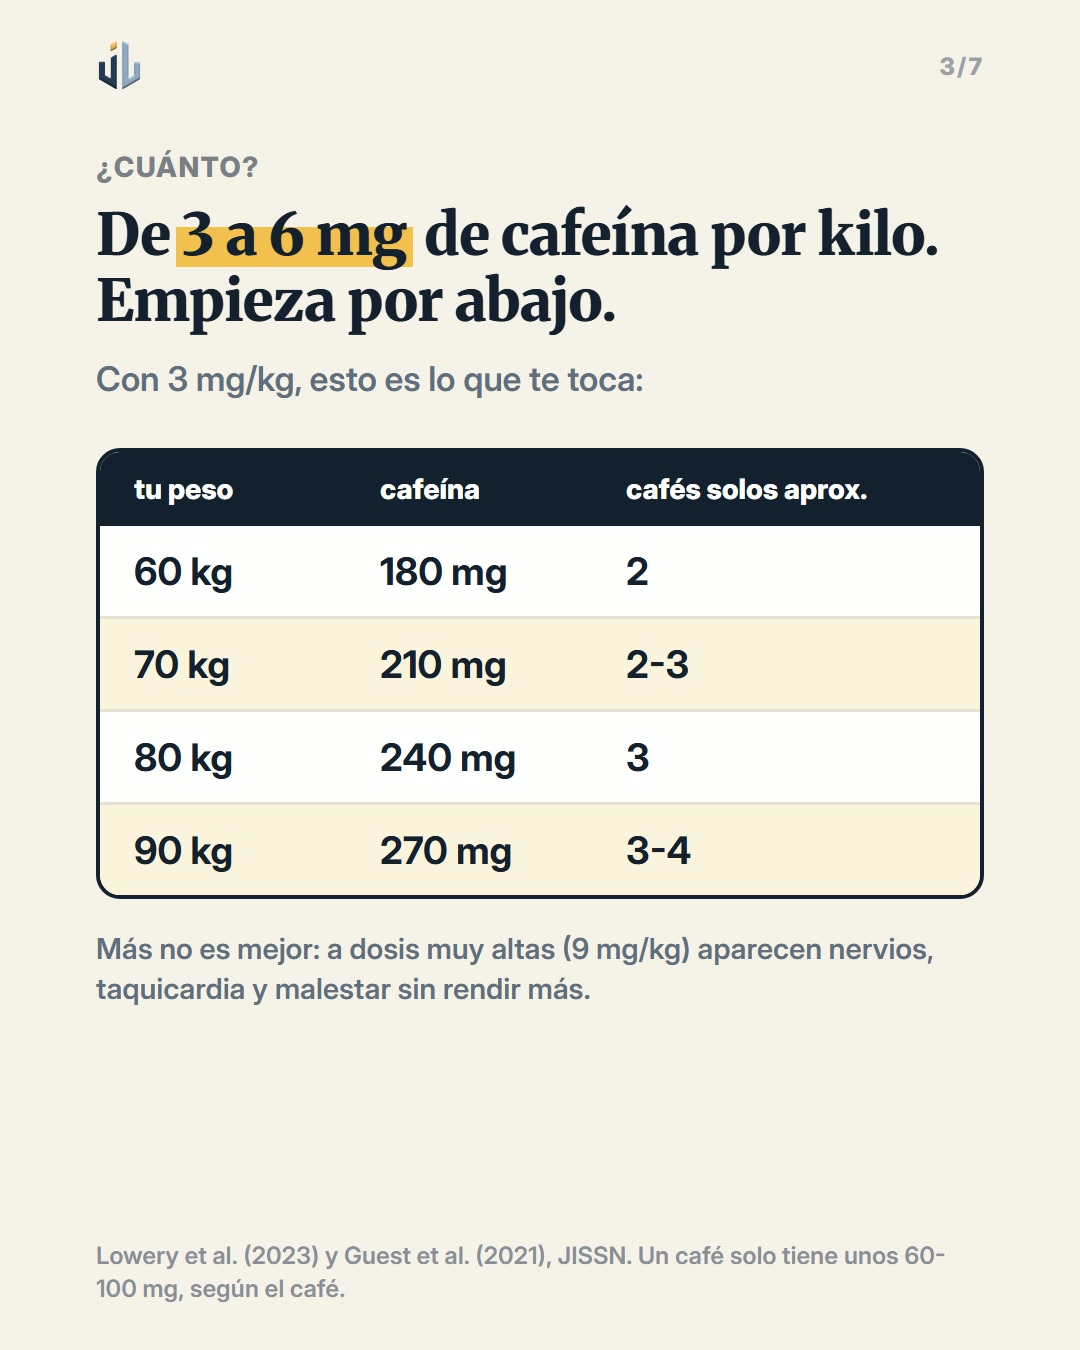 3/7
¿CUÁNTO?
De 3 a 6 mg de cafeína por kilo.
Empieza por abajo.
Con 3 mg/kg, esto es lo que te toca:
tu peso cafeína cafés solos aprox.
60 kg 180 mg 2
70 kg 210 mg 2-3
80 kg 240 mg 3
90 kg 270 mg 3-4
Más no es mejor: a dosis muy altas (9 mg/kg) aparecen nervios,
taquicardia y malestar sin rendir más.
Lowery et al. (2023) y Guest et al. (2021), JISSN. Un café solo tiene unos 60-
100 mg, según el café.